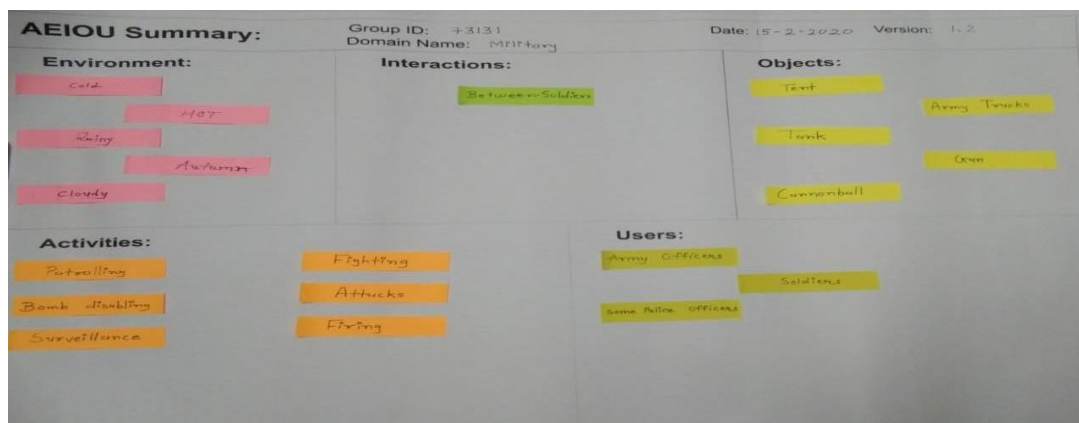 AEIOU Summary:
Group ID: 73131
Domain Name: Military
Date: 15-2-2020 Version: 1.2
Environment:
Cold
HOT
Rainy
Autumn
Cloudy
Interactions:
Between-Soldiers
Objects:
Tent
Army Trucks
Tank
Gun
Cannonball
Activities:
Patrolling
Fighting
Bomb disabling
Attacks
Surveillance
Firing
Users:
Army Officers
Soldiers
Some Police officers